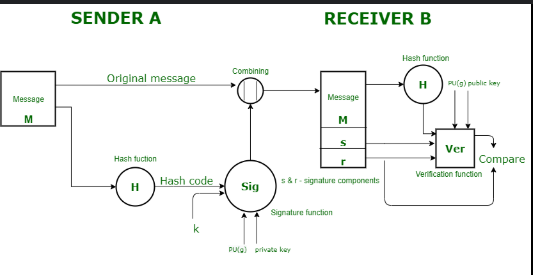 SENDER A
RECEIVER B
Original message
Combining
Hash function
Message
M
H
PU(g) public key
Message
M
s
r
Ver
Compare
Verification function
Hash fuction
H
Hash code
Sig
s & r - signature components
Signature function
k
PU(g) private key